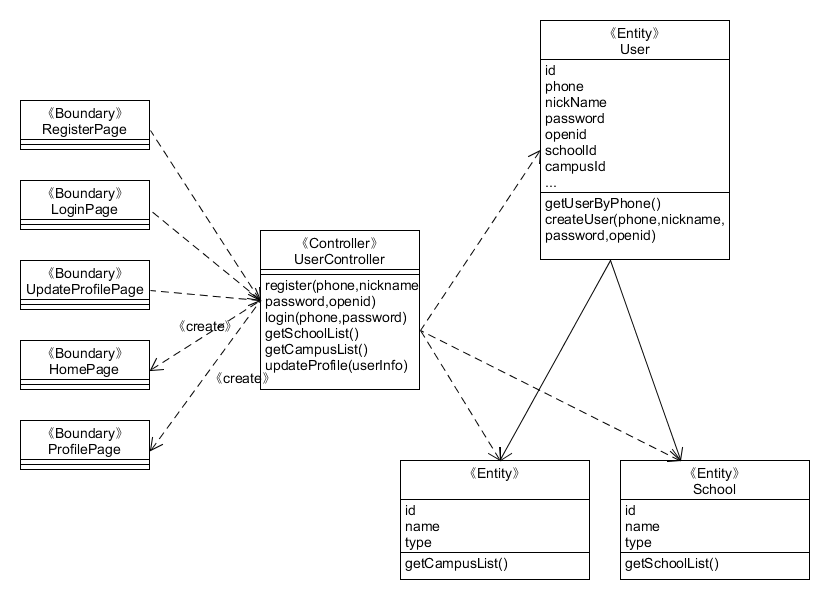 《Entity》
User
id
phone
nickName
password
openid
schoolId
campusId
...
getUserByPhone()
createUser(phone,nickname,
password,openid)
《Boundary》
RegisterPage
《Boundary》
LoginPage
《Boundary》
UpdateProfilePage
《Boundary》
HomePage
《Boundary》
ProfilePage
《create》
《create》
《Controller》
UserController
register(phone,nickname
password,openid)
login(phone,password)
getSchoolList()
getCampusList()
updateProfile(userInfo)
《Entity》
id
name
type
getCampusList()
《Entity》
School
id
name
type
getSchoolList()